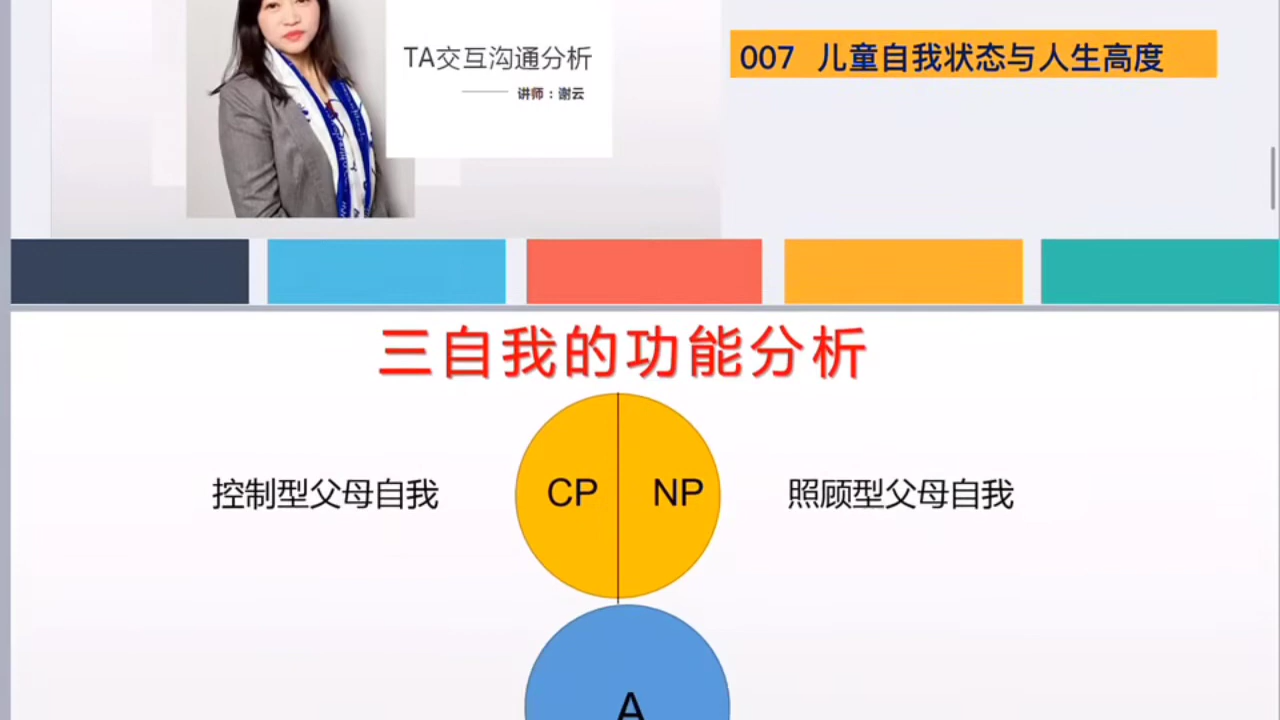 TA交互沟通分析
讲师：谢云
007 儿童自我状态与人生高度
三自我的功能分析
控制型父母自我
CP
NP
照顾型父母自我
A